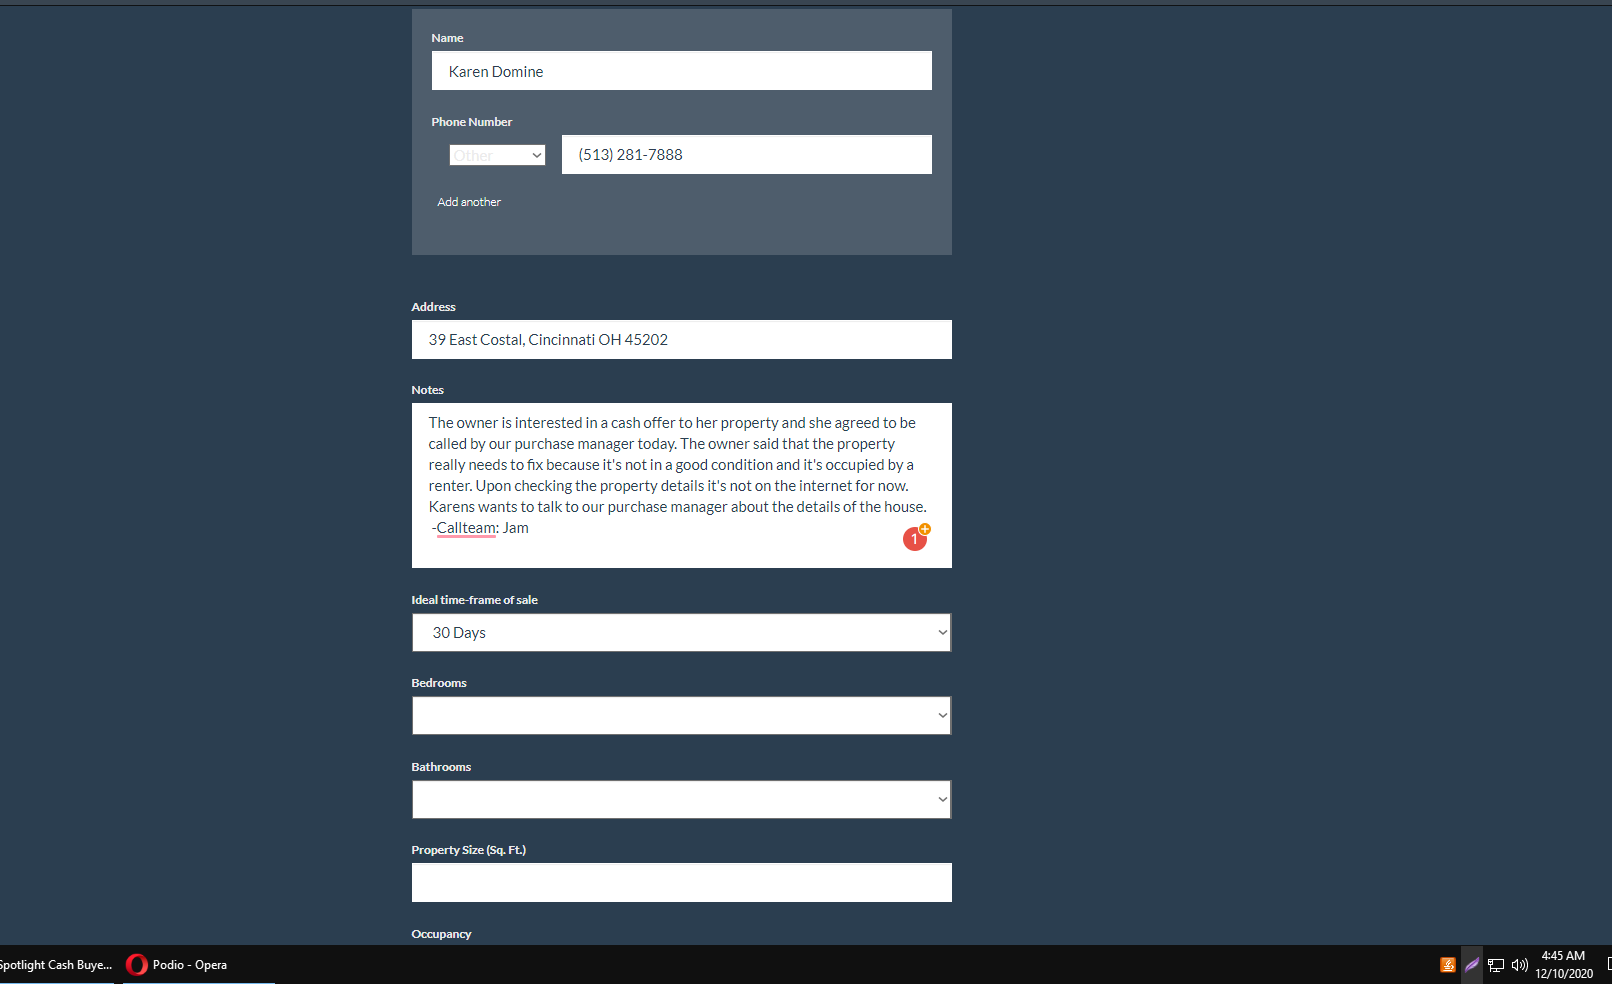 Name
Karen Domine
Phone Number
Other
(513) 281-7888
Add another
Address
39 East Costal, Cincinnati OH 45202
Notes
The owner is interested in a cash offer to her property and she agreed to be
called by our purchase manager today. The owner said that the property
really needs to fix because it's not in a good condition and it's occupied by a
renter. Upon checking the property details it's not on the internet for now.
Karens wants to talk to our purchase manager about the details of the house.
-Callteam: Jam
1
Ideal time-frame of sale
30 Days
Bedrooms
Bathrooms
Property Size (Sq. Ft.)
Occupancy
Spotlight Cash Buye...
Podio - Opera
4:45 AM
12/10/2020